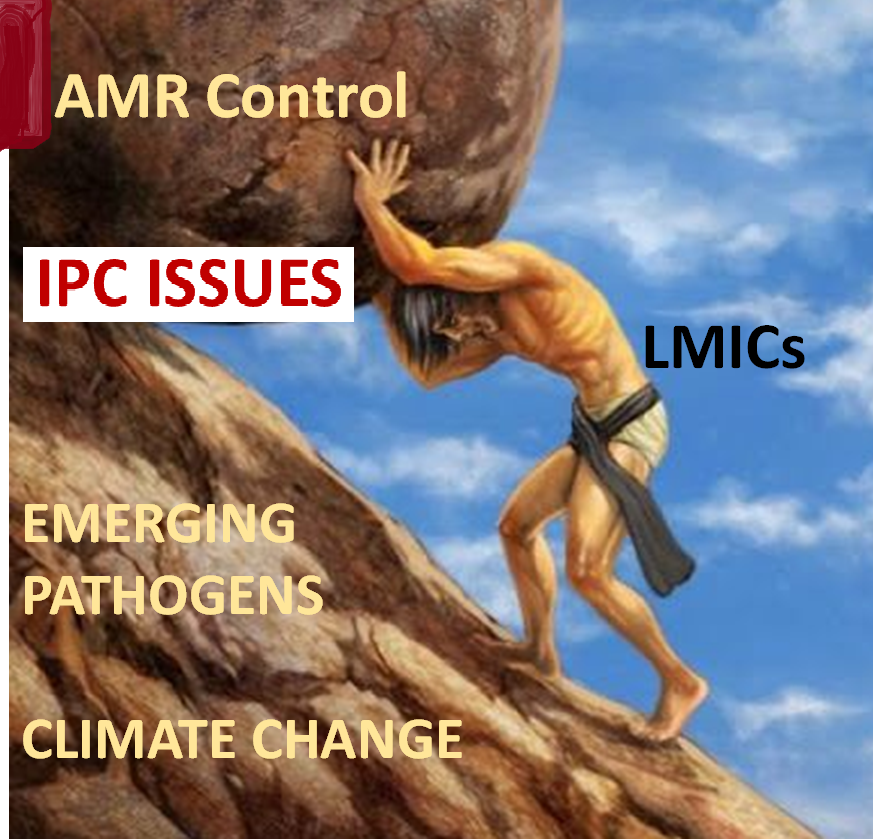 AMR Control
IPC ISSUES
LMICs
EMERGING
PATHOGENS
CLIMATE CHANGE